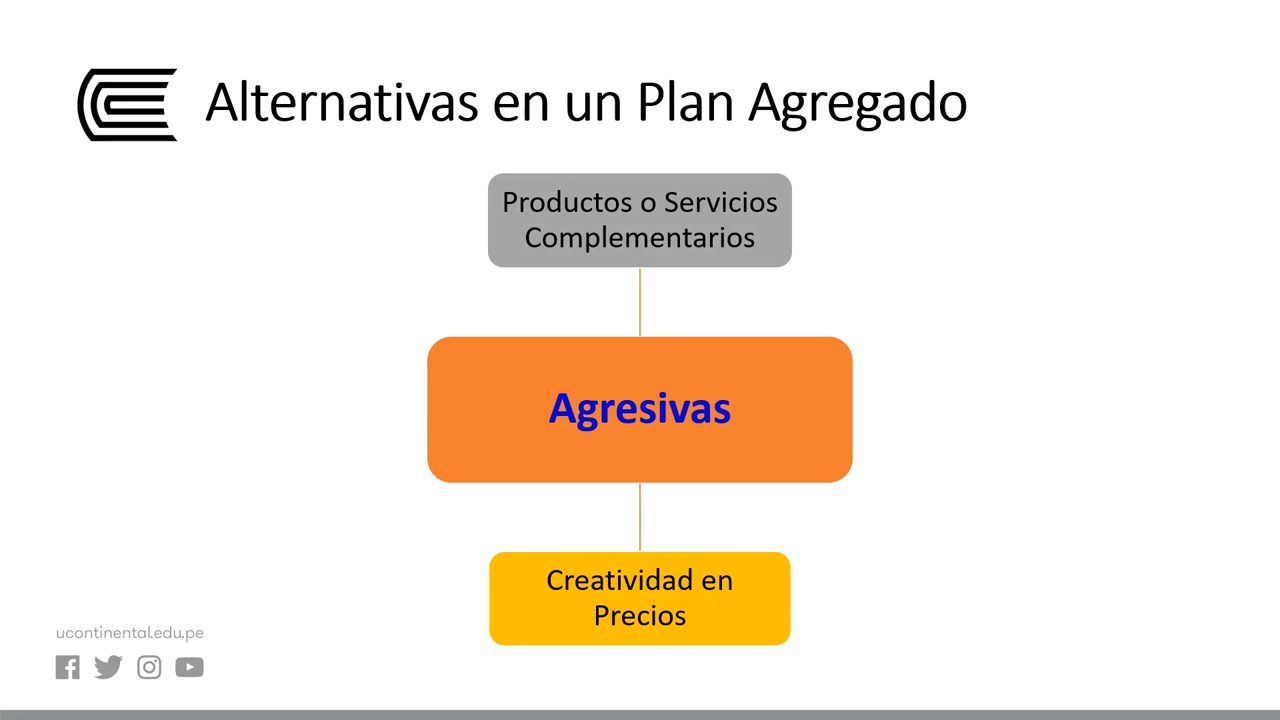 Alternativas en un Plan Agregado
Productos o Servicios
Complementarios
Agresivas
Creatividad en
Precios
ucontinental.edu.pe